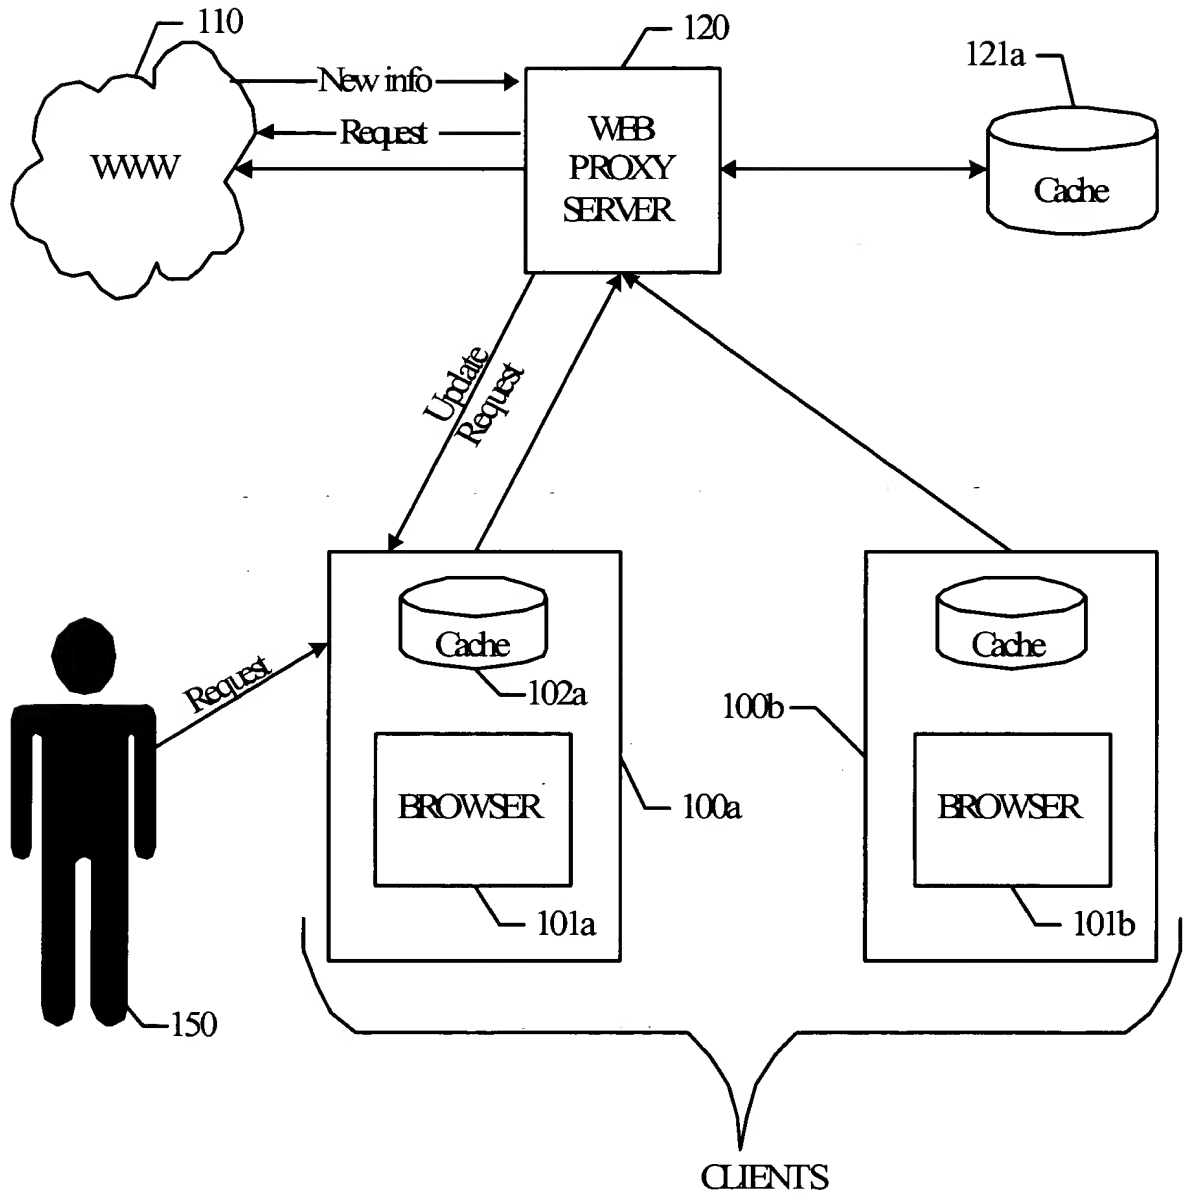 110
120
121a
New info
Request
WWW
WEB
PROXY
SERVER
Cache
Update
Request
Request
Cache
102a
Cache
100b
BROWSER
100a
BROWSER
101a
101b
150
CLIENTS